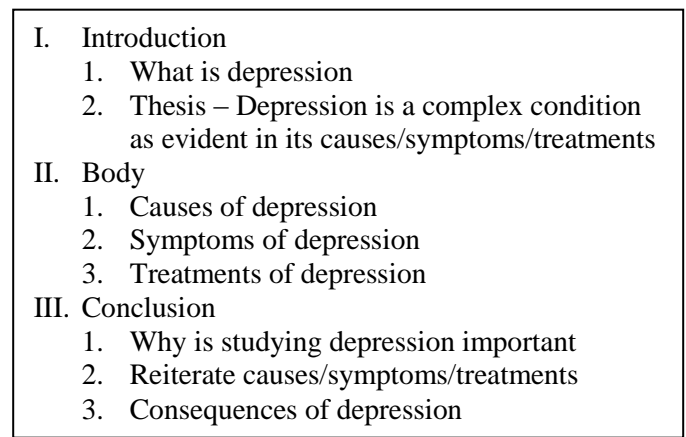 I. Introduction
1. What is depression
2. Thesis – Depression is a complex condition
as evident in its causes/symptoms/treatments
II. Body
1. Causes of depression
2. Symptoms of depression
3. Treatments of depression
III. Conclusion
1. Why is studying depression important
2. Reiterate causes/symptoms/treatments
3. Consequences of depression